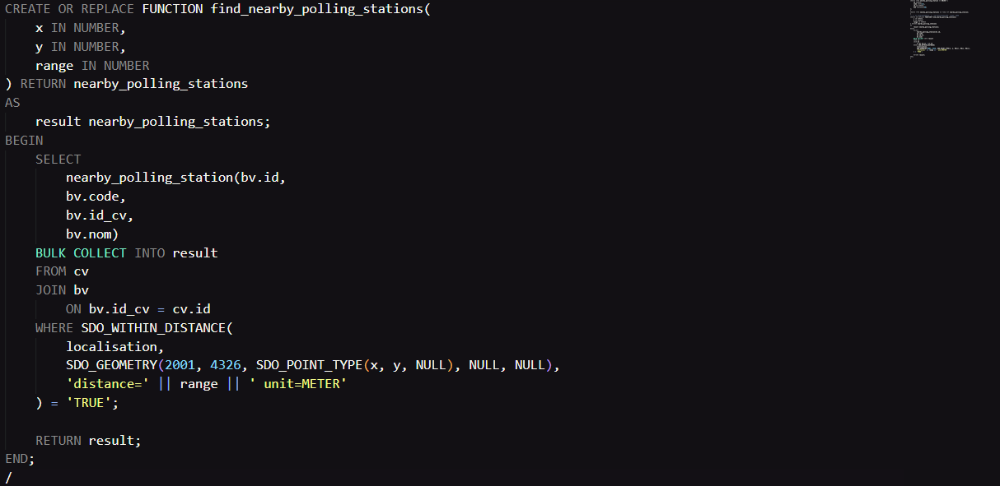 CREATE OR REPLACE FUNCTION find_nearby_polling_stations(
    x IN NUMBER,
    y IN NUMBER,
    range IN NUMBER
) RETURN nearby_polling_stations
AS
    result nearby_polling_stations;
BEGIN
    SELECT
        nearby_polling_station(bv.id,
        bv.code,
        bv.id_cv,
        bv.nom)
    BULK COLLECT INTO result
    FROM cv
    JOIN bv
        ON bv.id_cv = cv.id
    WHERE SDO_WITHIN_DISTANCE(
        localisation,
        SDO_GEOMETRY(2001, 4326, SDO_POINT_TYPE(x, y, NULL), NULL, NULL),
        'distance=' || range || ' unit=METER'
    ) = 'TRUE';

    RETURN result;
END;
/